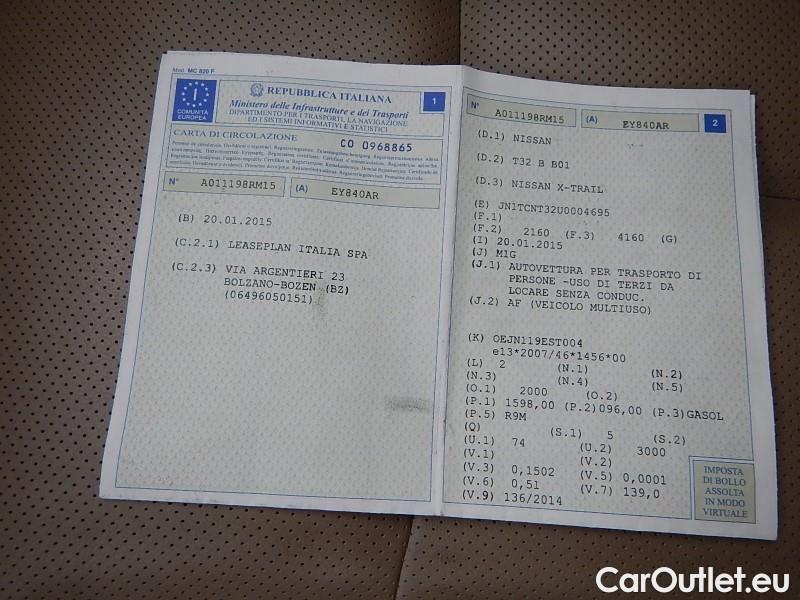 Mod. MC 820 F
COMUNITÀ
EUROPEA
REPUBBLICA ITALIANA
1
Ministero delle Infrastrutture e dei Trasporti
DIPARTIMENTO PER I TRASPORTI, LA NAVIGAZIONE
ED I SISTEMI INFORMATIVI E STATISTICI
CARTA DI CIRCOLAZIONE
CO 0968865
N° A011198RM15 (A) EY840AR
(B) 20.01.2015
(C.2.1) LEASEPLAN ITALIA SPA
(C.2.3) VIA ARGENTIERI 23
BOLZANO-BOZEN (BZ)
(06496050151)
N° A011198RM15 (A) EY840AR 2
(D.1) NISSAN
(D.2) T32 B B01
(D.3) NISSAN X-TRAIL
(E) JN1TCNT32U0004695
(F.1)
(F.2) 2160 (F.3) 4160 (G)
(I) 20.01.2015
(J) M1G
(J.1) AUTOVETTURA PER TRASPORTO DI
PERSONE -USO DI TERZI DA
LOCARE SENZA CONDUC.
(J.2) AF (VEICOLO MULTIUSO)
(K) OEJN119EST004
e13*2007/46*1456*00
(L) 2 (N.1) (N.2)
(N.3) (N.4) (N.5)
(O.1) 2000 (O.2)
(P.1) 1598,00 (P.2)096,00 (P.3)GASOL
(P.5) R9M
(Q) (S.1) 5 (S.2)
(U.1) 74 (U.2) 3000
(V.1) (V.2)
(V.3) 0,1502 (V.5) 0,0001
(V.6) 0,51 (V.7) 139,0
(V.9) 136/2014
IMPOSTA
DI BOLLO
ASSOLTA
IN MODO
VIRTUALE
CarOutlet.eu